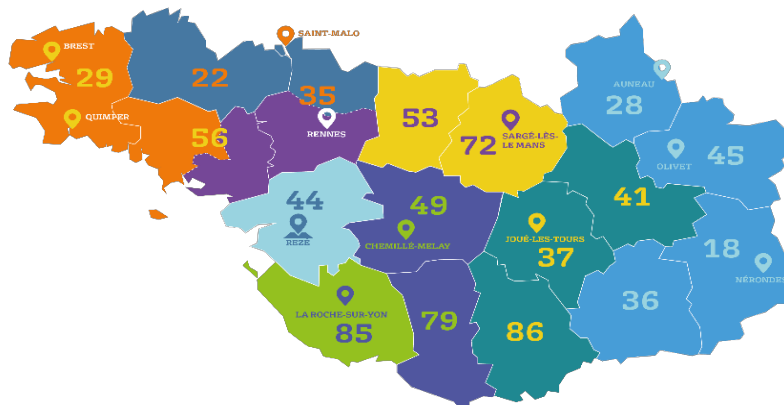 SAINT-MALO
BREST
29
22
35
AUNEAU
28
QUIMPER
56
RENNES
53
72
SARGÉ-LÈS-
LE MANS
OLIVET
45
44
REZÉ
49
CHEMILLÉ-MELAY
41
JOUÉ-LES-TOURS
37
18
NÉRONDES
36
LA ROCHE-SUR-YON
85
79
86